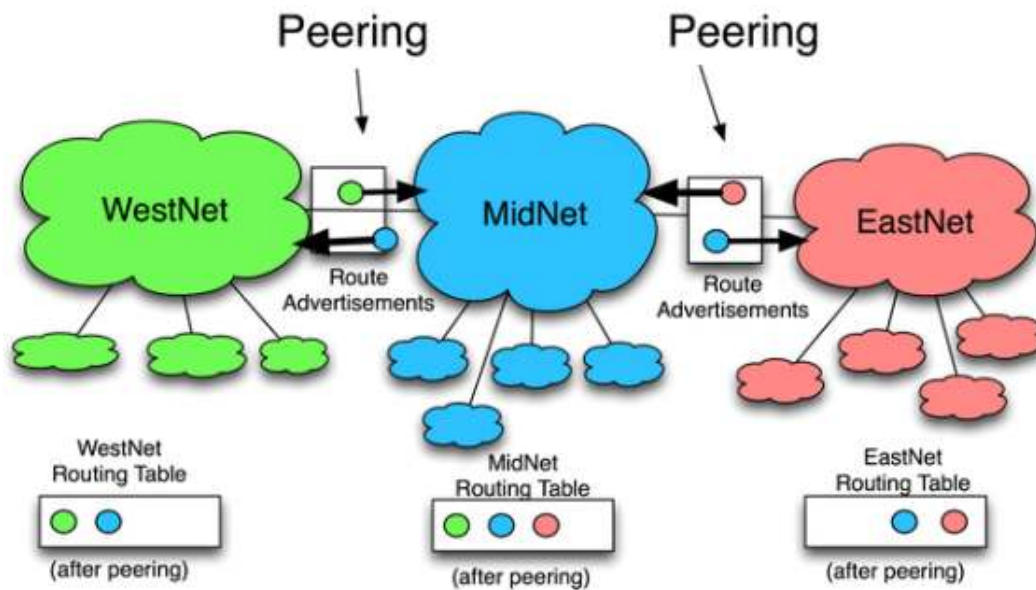 Peering
Peering
WestNet
MidNet
EastNet
Route
Advertisements
Route
Advertisements
WestNet
Routing Table
(after peering)
MidNet
Routing Table
(after peering)
EastNet
Routing Table
(after peering)